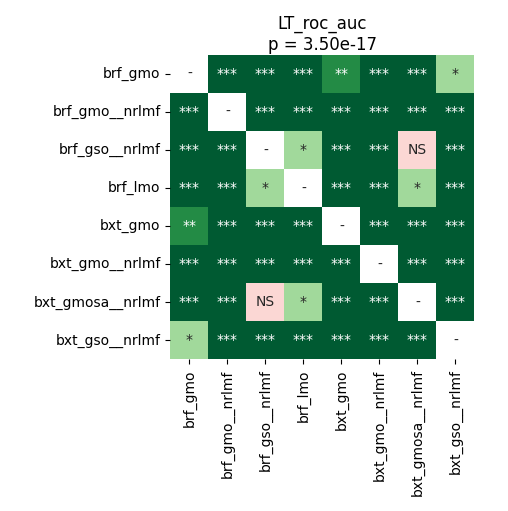 LT_roc_auc
p = 3.50e-17
brf_gmo - *** *** *** ** *** *** *
brf_gmo__nrlmf *** - *** *** *** *** *** ***
brf_gso__nrlmf *** *** - * *** *** NS ***
brf_lmo *** *** * - *** *** * ***
bxt_gmo ** *** *** *** - *** *** ***
bxt_gmo__nrlmf *** *** *** *** *** - *** ***
bxt_gmosa__nrlmf *** *** NS * *** *** - ***
bxt_gso__nrlmf * *** *** *** *** *** *** -
brf_gmo
brf_gmo__nrlmf
brf_gso__nrlmf
brf_lmo
bxt_gmo
bxt_gmo__nrlmf
bxt_gmosa__nrlmf
bxt_gso__nrlmf